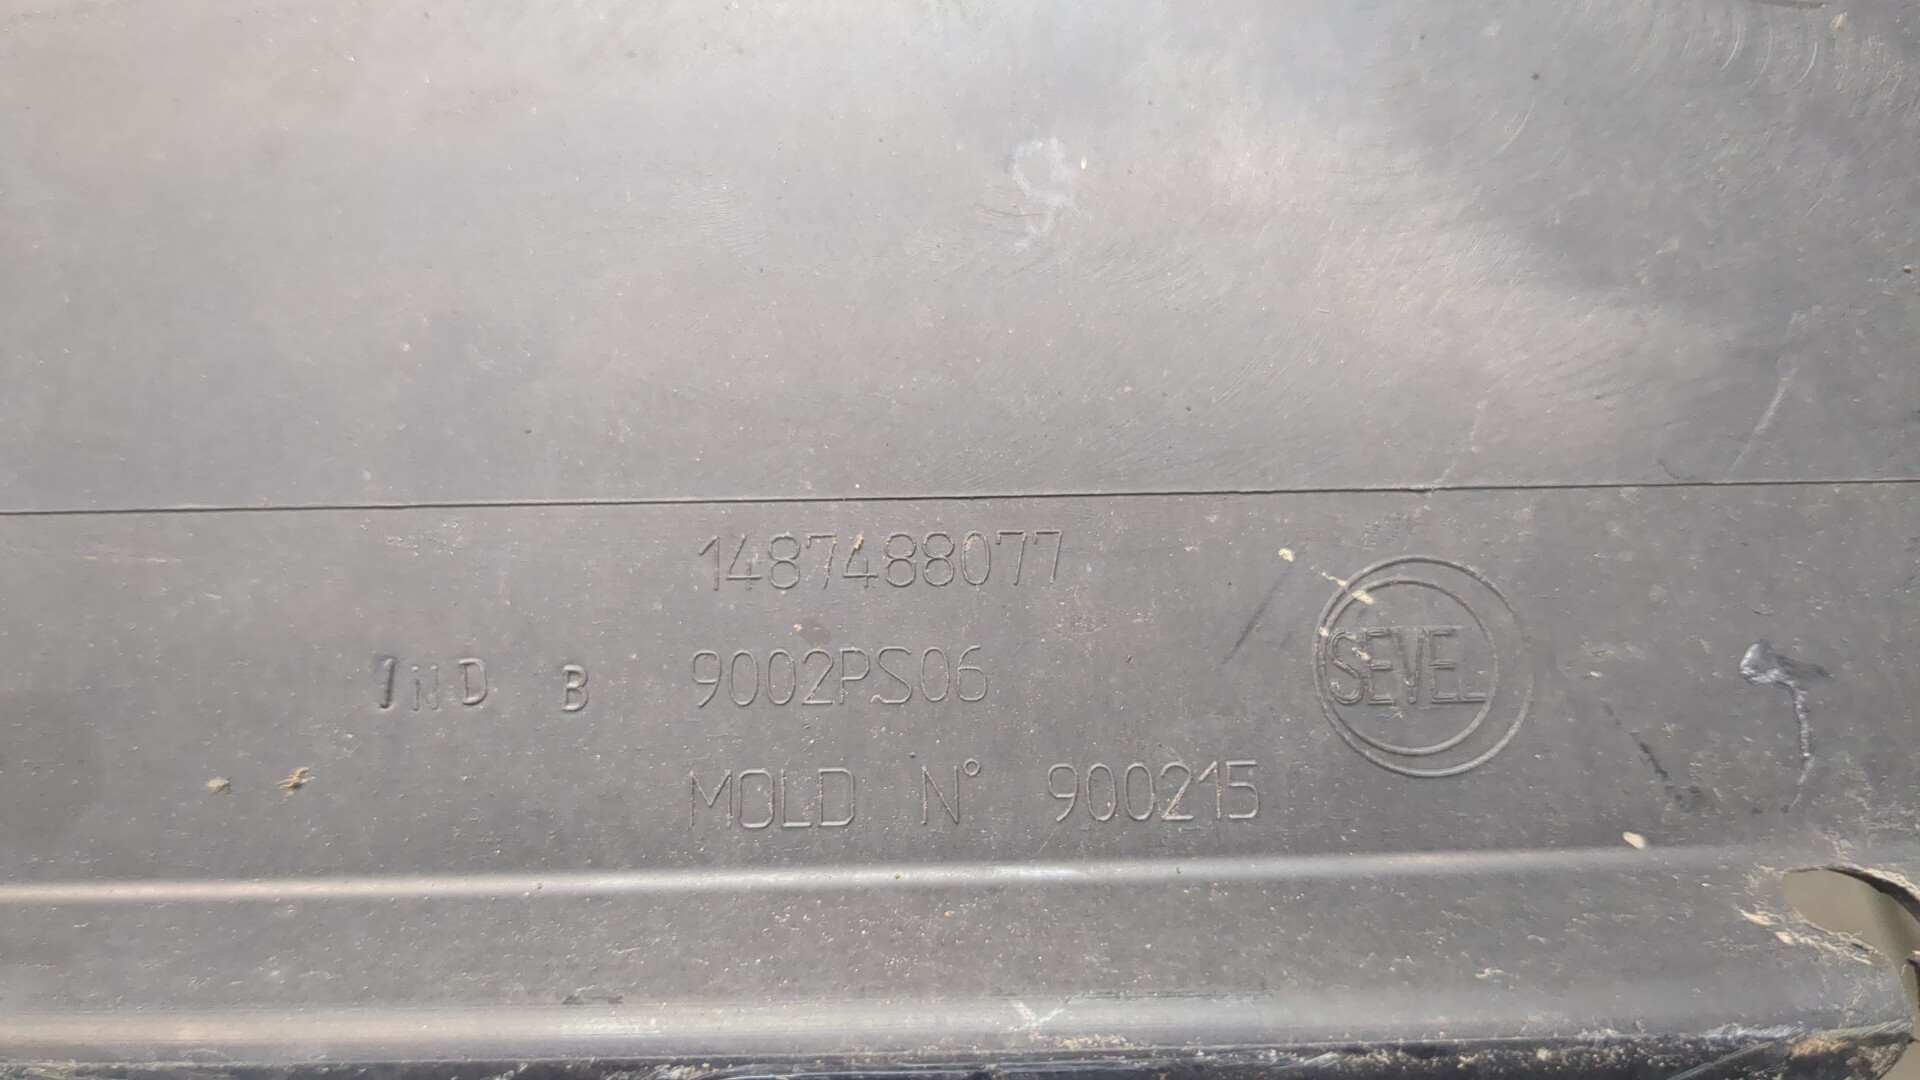 1487488077
IND B 9002PS06
SEVEL
MOLD N° 900215